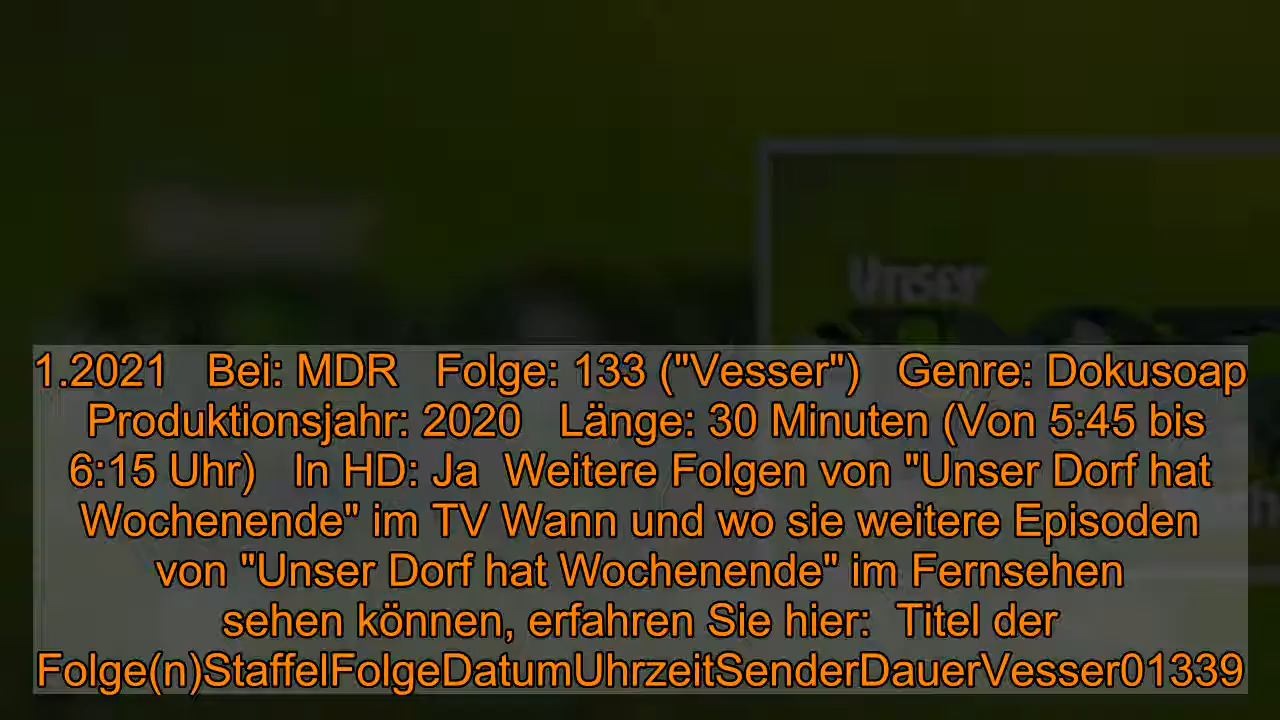 Unser
1.2021 Bei: MDR Folge: 133 ("Vesser") Genre: Dokusoap
Produktionsjahr: 2020 Länge: 30 Minuten (Von 5:45 bis
6:15 Uhr) In HD: Ja Weitere Folgen von "Unser Dorf hat
Wochenende" im TV Wann und wo sie weitere Episoden
von "Unser Dorf hat Wochenende" im Fernsehen
sehen können, erfahren Sie hier: Titel der
Folge(n)StaffelFolgeDatumUhrzeitSenderDauerVesser01339